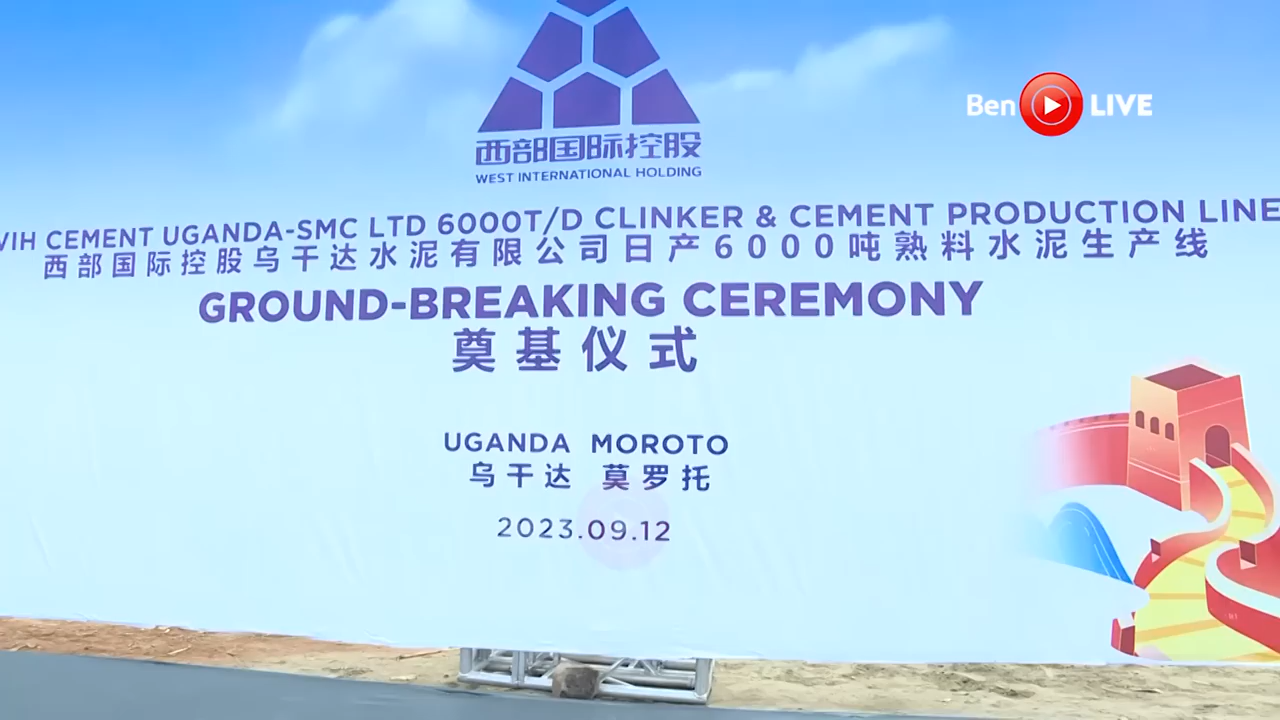 Ben LIVE
西部国际控股
WEST INTERNATIONAL HOLDING
WIH CEMENT UGANDA-SMC LTD 6000T/D CLINKER & CEMENT PRODUCTION LINE
西部国际控股乌干达水泥有限公司日产6000吨熟料水泥生产线
GROUND-BREAKING CEREMONY
奠基仪式
UGANDA MOROTO
乌干达 莫罗托
2023.09.12